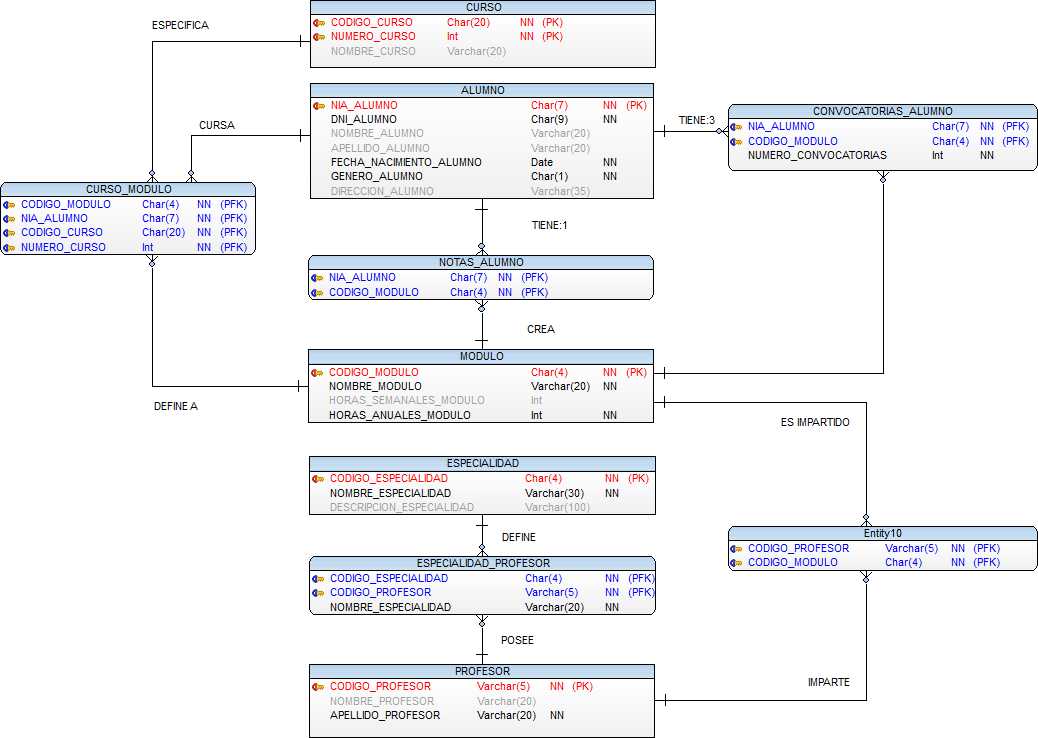 CURSO
CODIGO_CURSO Char(20) NN (PK)
NUMERO_CURSO Int NN (PK)
NOMBRE_CURSO Varchar(20)
ESPECIFICA
ALUMNO
NIA_ALUMNO Char(7) NN (PK)
DNI_ALUMNO Char(9) NN
NOMBRE_ALUMNO Varchar(20)
APELLIDO_ALUMNO Varchar(20)
FECHA_NACIMIENTO_ALUMNO Date NN
GENERO_ALUMNO Char(1) NN
DIRECCION_ALUMNO Varchar(35)
CURSA
TIENE:3
CONVOCATORIAS_ALUMNO
NIA_ALUMNO Char(7) NN (PFK)
CODIGO_MODULO Char(4) NN (PFK)
NUMERO_CONVOCATORIAS Int NN
CURSO_MODULO
CODIGO_MODULO Char(4) NN (PFK)
NIA_ALUMNO Char(7) NN (PFK)
CODIGO_CURSO Char(20) NN (PFK)
NUMERO_CURSO Int NN (PFK)
TIENE:1
NOTAS_ALUMNO
NIA_ALUMNO Char(7) NN (PFK)
CODIGO_MODULO Char(4) NN (PFK)
CREA
MODULO
CODIGO_MODULO Char(4) NN (PK)
NOMBRE_MODULO Varchar(20) NN
HORAS_SEMANALES_MODULO Int
HORAS_ANUALES_MODULO Int NN
DEFINE A
ES IMPARTIDO
ESPECIALIDAD
CODIGO_ESPECIALIDAD Char(4) NN (PK)
NOMBRE_ESPECIALIDAD Varchar(30) NN
DESCRIPCION_ESPECIALIDAD Varchar(100)
DEFINE
Entity10
CODIGO_PROFESOR Varchar(5) NN (PFK)
CODIGO_MODULO Char(4) NN (PFK)
ESPECIALIDAD_PROFESOR
CODIGO_ESPECIALIDAD Char(4) NN (PFK)
CODIGO_PROFESOR Varchar(5) NN (PFK)
NOMBRE_ESPECIALIDAD Varchar(20) NN
POSEE
IMPARTE
PROFESOR
CODIGO_PROFESOR Varchar(5) NN (PK)
NOMBRE_PROFESOR Varchar(20)
APELLIDO_PROFESOR Varchar(20) NN